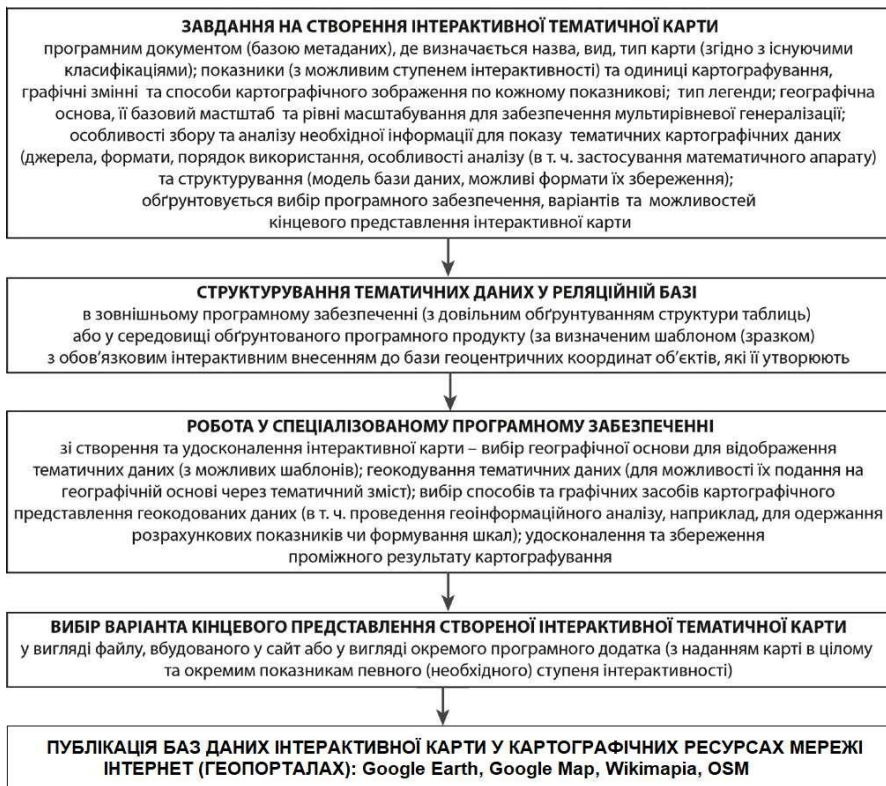 ЗАВДАННЯ НА СТВОРЕННЯ ІНТЕРАКТИВНОЇ ТЕМАТИЧНОЇ КАРТИ
програмним документом (базою метаданих), де визначається назва, вид, тип карти (згідно з існуючими
класифікаціями); показники (з можливим ступенем інтерактивності) та одиниці картографування,
графічні змінні та способи картографічного зображення по кожному показникові; тип легенди; географічна
основа, її базовий мастштаб та рівні масштабування для забезпечення мультирівневої генералізації;
особливості збору та аналізу необхідної інформації для показу тематичних картографічних даних
(джерела, формати, порядок використання, особливості аналізу (в т. ч. застосування математичного апарату)
та структурування (модель бази даних, можливі формати їх збереження);
обґрунтовується вибір програмного забезпечення, варіантів та можливостей
кінцевого представлення інтерактивної карти
СТРУКТУРУВАННЯ ТЕМАТИЧНИХ ДАНИХ У РЕЛЯЦІЙНІЙ БАЗІ
в зовнішньому програмному забезпеченні (з довільним обґрунтуванням структури таблиць)
або у середовищі обґрунтованого програмного продукту (за визначеним шаблоном (зразком)
з обов’язковим інтерактивним внесенням до бази геоцентричних координат об’єктів, які її утворюють
РОБОТА У СПЕЦІАЛІЗОВАНОМУ ПРОГРАМНОМУ ЗАБЕЗПЕЧЕННІ
зі створення та удосконалення інтерактивної карти – вибір географічної основи для відображення
тематичних даних (з можливих шаблонів); геокодування тематичних даних (для можливості їх подання на
географічній основі через тематичний зміст); вибір способів та графічних засобів картографічного
представлення геокодованих даних (в т. ч. проведення геоінформаційного аналізу, наприклад, для одержання
розрахункових показників чи формування шкал); удосконалення та збереження
проміжного результату картографування
ВИБІР ВАРІАНТА КІНЦЕВОГО ПРЕДСТАВЛЕННЯ СТВОРЕНОЇ ІНТЕРАКТИВНОЇ ТЕМАТИЧНОЇ КАРТИ
у вигляді файлу, вбудованого у сайт або у вигляді окремого програмного додатка (з наданням карті в цілому
та окремим показникам певного (необхідного) ступеня інтерактивності)
ПУБЛІКАЦІЯ БАЗ ДАНИХ ІНТЕРАКТИВНОЇ КАРТИ У КАРТОГРАФІЧНИХ РЕСУРСАХ МЕРЕЖІ
ІНТЕРНЕТ (ГЕОПОРТАЛАХ): Google Earth, Google Map, Wikimapia, OSM